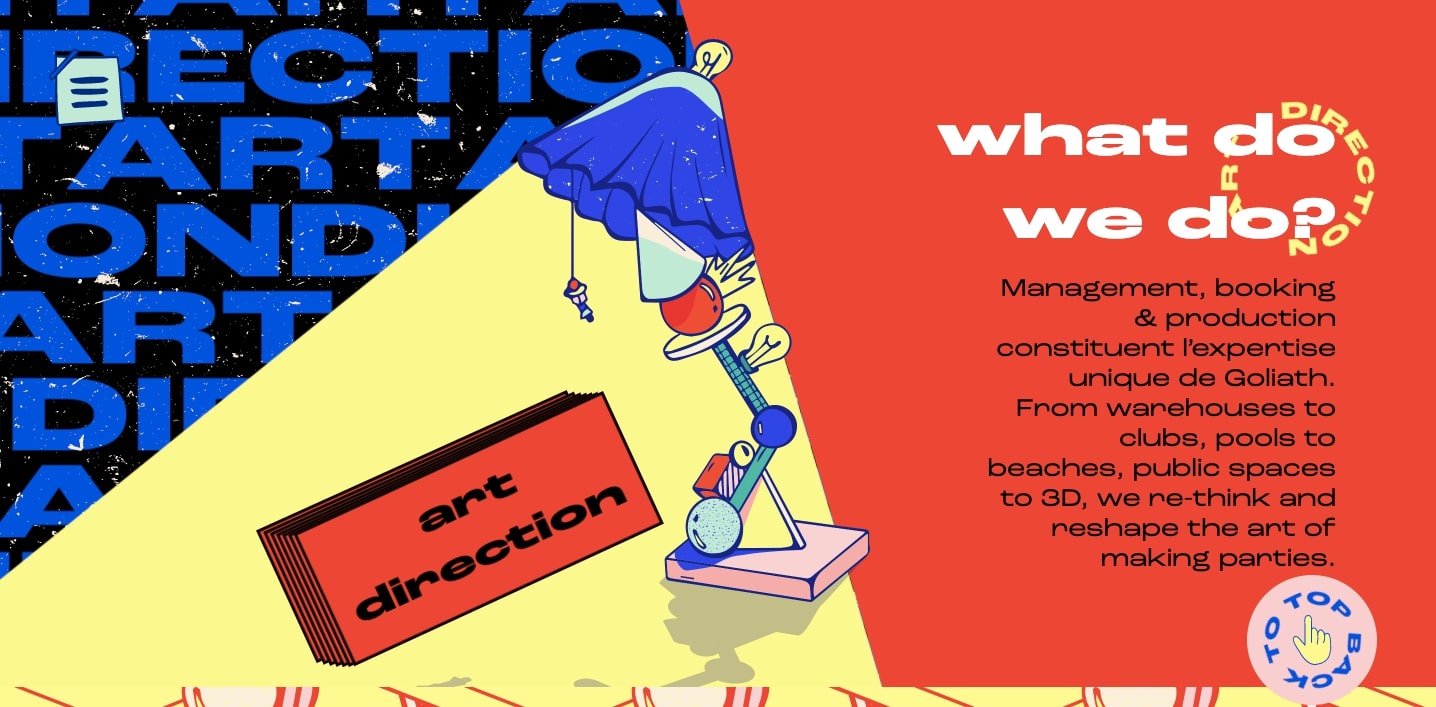 TARTARTA
DIRECTIO
TARTA
IONDI
ART
DI
A
art
direction
what do
we do?
ART DIRECTION
Management, booking
& production
constituent l’expertise
unique de Goliath.
From warehouses to
clubs, pools to
beaches, public spaces
to 3D, we re-think and
reshape the art of
making parties.
BACK TO TOP